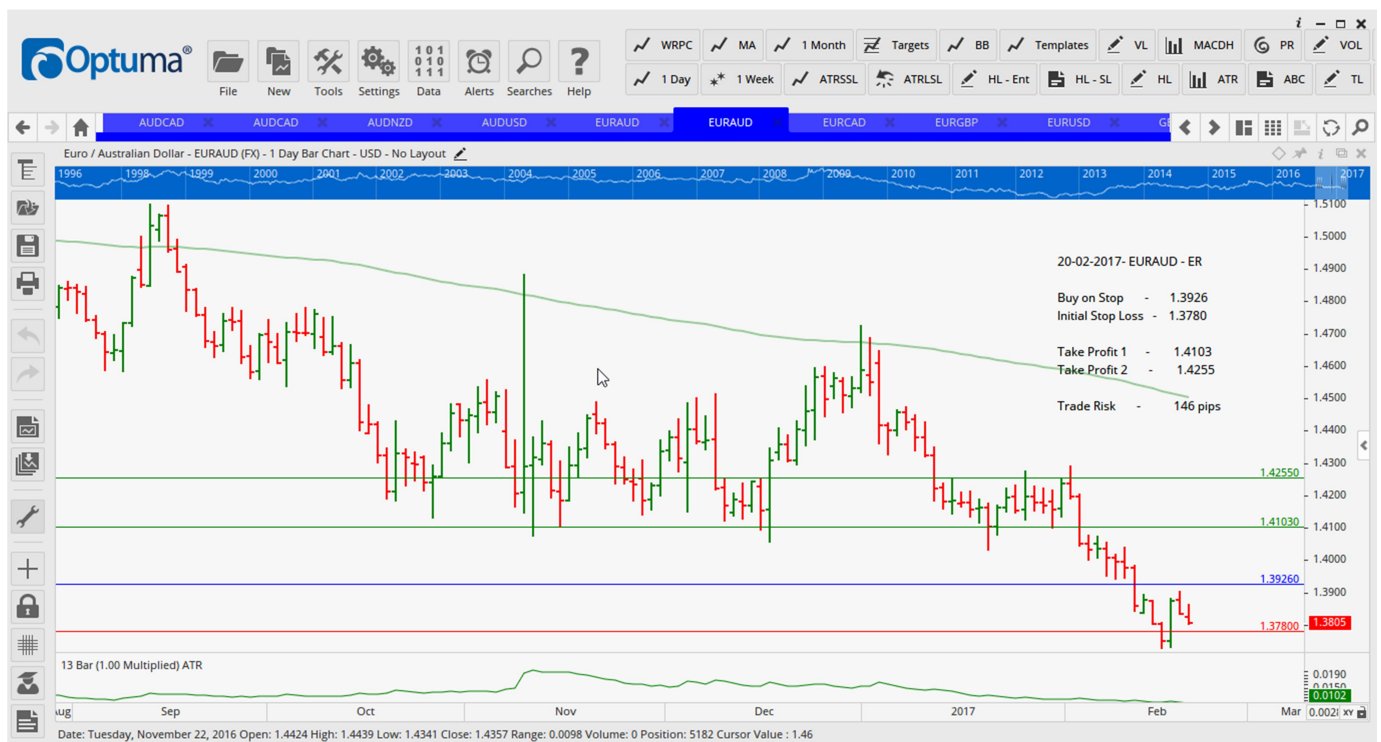 i
Optuma®
File
New
Tools
Settings
101
010
111
Data
Alerts
Searches
?
Help
WRPC
MA
1 Month
Targets
BB
Templates
VL
MACDH
PR
VOL
1 Day
1 Week
ATRSSL
ATRLSL
HL - Ent
HL - SL
HL
ATR
ABC
TL
AUDCAD
AUDCAD
AUDNZD
AUDUSD
EURAUD
EURAUD
EURCAD
EURGBP
EURUSD
Euro / Australian Dollar - EURAUD (FX) - 1 Day Bar Chart - USD - No Layout
i
1996 1998 1999 2000 2001 2002 2003 2004 2005 2006 2007 2008 2009 2010 2011 2012 2013 2014 2015 2016 2017
1.5100
1.5000
1.4900
1.4800
1.4700
1.4600
1.4500
1.4400
1.4300
1.4200
1.4100
1.4000
1.3900
1.3805
20-02-2017- EURAUD - ER
Buy on Stop - 1.3926
Initial Stop Loss - 1.3780
Take Profit 1 - 1.4103
Take Profit 2 - 1.4255
Trade Risk - 146 pips
1.42550
1.41030
1.39260
1.37800
13 Bar (1.00 Multiplied) ATR
0.0190
0.0150
0.0102
Aug Sep Oct Nov Dec 2017 Feb Mar
XY
Date: Tuesday, November 22, 2016 Open: 1.4424 High: 1.4439 Low: 1.4341 Close: 1.4357 Range: 0.0098 Volume: 0 Position: 5182 Cursor Value : 1.46